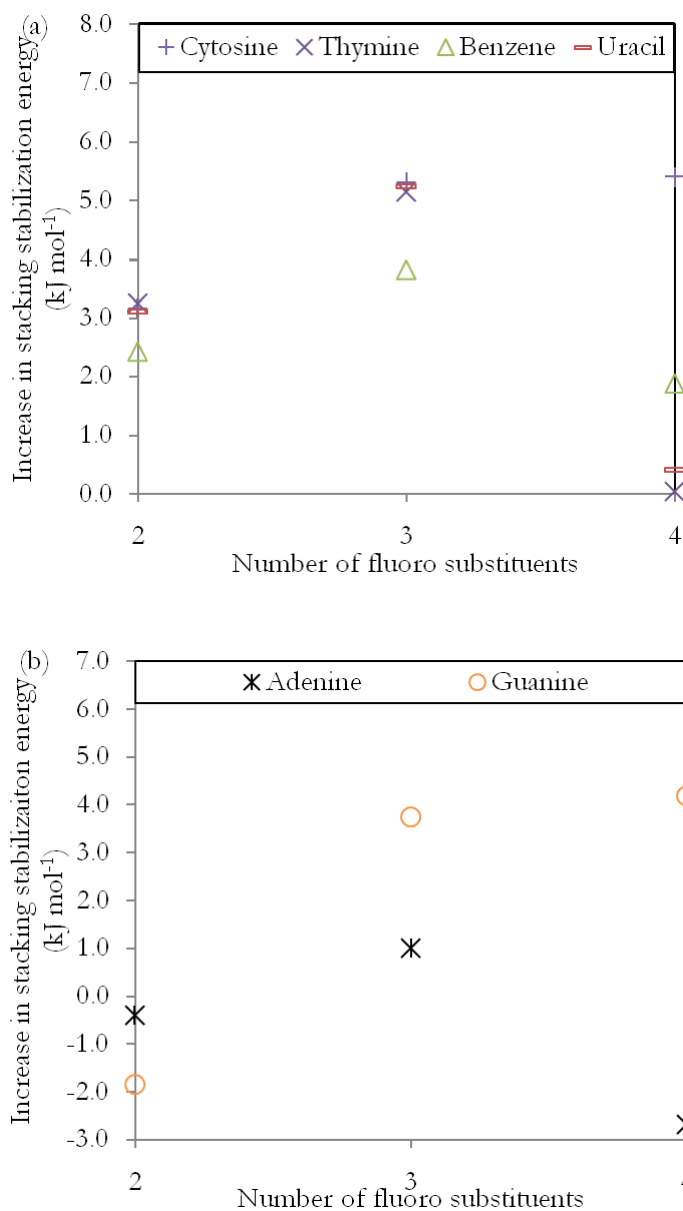 (a)
8.0
Cytosine Thymine Benzene Uracil
7.0
6.0
5.0
4.0
3.0
2.0
1.0
0.0
Increase in stacking stabilization energy
(kJ mol-1)
2 3 4
Number of fluoro substituents
(b)
7.0
Adenine Guanine
6.0
5.0
4.0
3.0
2.0
1.0
0.0
-1.0
-2.0
-3.0
Increase in stacking stabilizaiton energy
(kJ mol-1)
2 3 4
Number of fluoro substituents